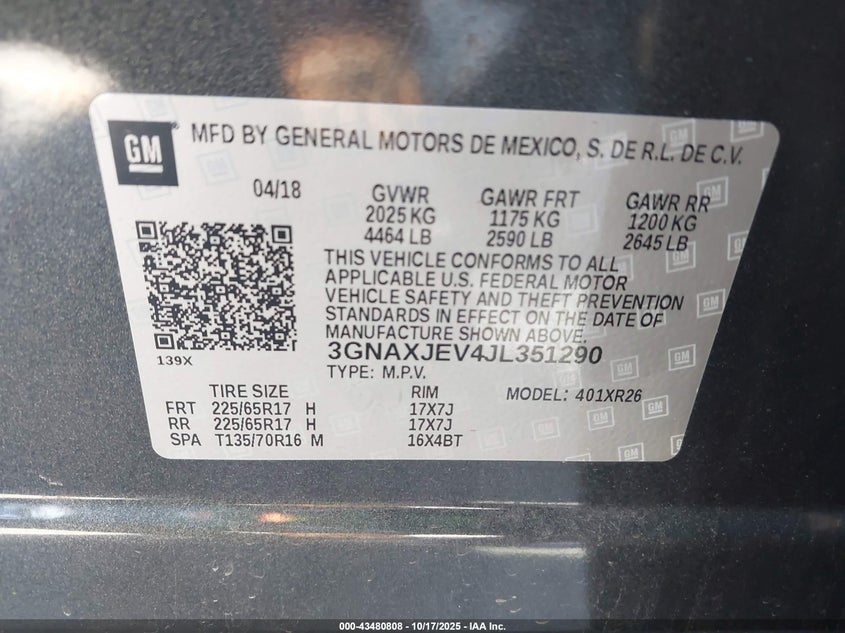 GM
MFD BY GENERAL MOTORS DE MEXICO, S. DE R.L. DE C.V.
04/18 GVWR GAWR FRT GAWR RR
2025 KG 1175 KG 1200 KG
4464 LB 2590 LB 2645 LB
THIS VEHICLE CONFORMS TO ALL
APPLICABLE U.S. FEDERAL MOTOR
VEHICLE SAFETY AND THEFT PREVENTION
STANDARDS IN EFFECT ON THE DATE OF
MANUFACTURE SHOWN ABOVE.
139X
3GNAXJEV4JL351290
TYPE: M.P.V.
TIRE SIZE RIM MODEL: 401XR26
FRT 225/65R17 H 17X7J
RR 225/65R17 H 17X7J
SPA T135/70R16 M 16X4BT
000-43480808 - 10/17/2025 - IAA Inc.